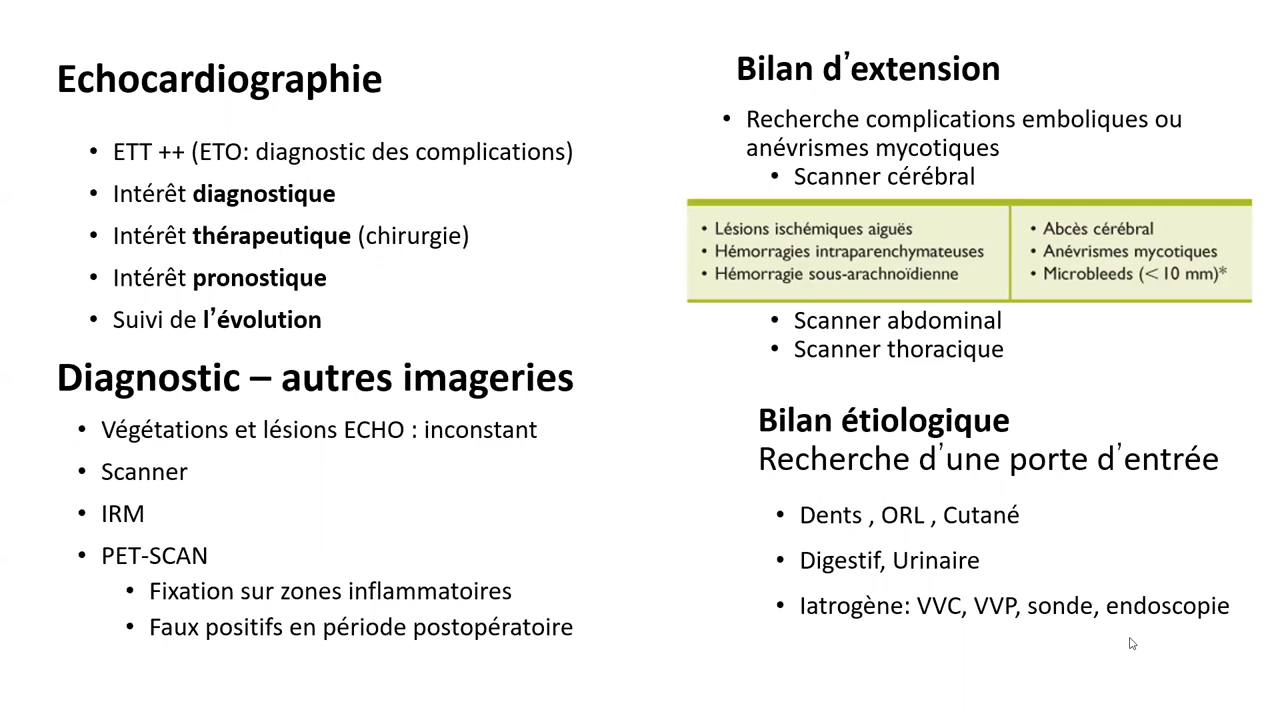 Echocardiographie
• ETT ++ (ETO: diagnostic des complications)
• Intérêt diagnostique
• Intérêt thérapeutique (chirurgie)
• Intérêt pronostique
• Suivi de l’évolution
Diagnostic – autres imageries
• Végétations et lésions ECHO : inconstant
• Scanner
• IRM
• PET-SCAN
• Fixation sur zones inflammatoires
• Faux positifs en période postopératoire
Bilan d’extension
• Recherche complications emboliques ou
anévrismes mycotiques
• Scanner cérébral
• Lésions ischémiques aiguës
• Hémorragies intraparenchymateuses
• Hémorragie sous-arachnoïdienne
• Abcès cérébral
• Anévrismes mycotiques
• Microbleeds (< 10 mm)*
• Scanner abdominal
• Scanner thoracique
Bilan étiologique
Recherche d’une porte d’entrée
• Dents , ORL , Cutané
• Digestif, Urinaire
• Iatrogène: VVC, VVP, sonde, endoscopie